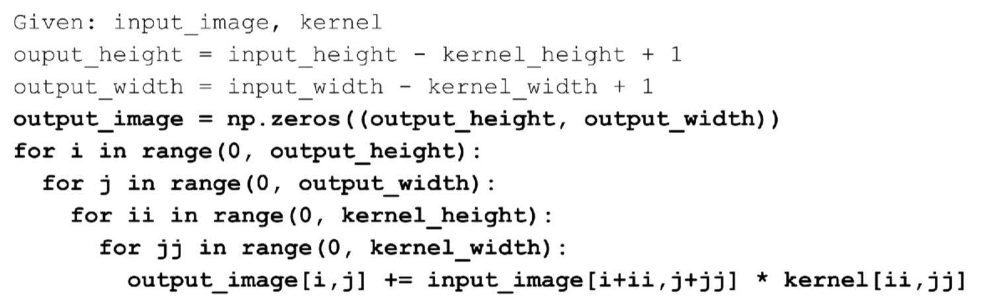 Given: input_image, kernel
ouput_height = input_height - kernel_height + 1
output_width = input_width - kernel_width + 1
output_image = np.zeros((output_height, output_width))
for i in range(0, output_height):
  for j in range(0, output_width):
    for ii in range(0, kernel_height):
      for jj in range(0, kernel_width):
        output_image[i,j] += input_image[i+ii,j+jj] * kernel[ii,jj]